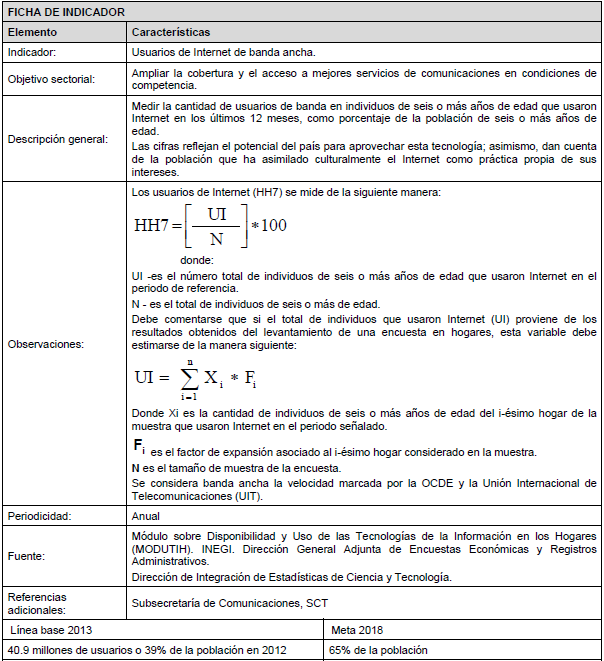 FICHA DE INDICADOR
Elemento Características
Indicador: Usuarios de Internet de banda ancha.
Objetivo sectorial: Ampliar la cobertura y el acceso a mejores servicios de comunicaciones en condiciones de
competencia.
Descripción general: Medir la cantidad de usuarios de banda en individuos de seis o más años de edad que usaron
Internet en los últimos 12 meses, como porcentaje de la población de seis o más años de
edad.
Las cifras reflejan el potencial del país para aprovechar esta tecnología; asimismo, dan cuenta
de la población que ha asimilado culturalmente el Internet como práctica propia de sus
intereses.
Observaciones: Los usuarios de Internet (HH7) se mide de la siguiente manera:
HH7=[UI / N]*100
donde:
UI -es el número total de individuos de seis o más años de edad que usaron Internet en el
periodo de referencia.
N - es el total de individuos de seis o más de edad.
Debe comentarse que si el total de individuos que usaron Internet (UI) proviene de los
resultados obtenidos del levantamiento de una encuesta en hogares, esta variable debe
estimarse de la manera siguiente:
UI = ∑ n i=1 X i * F i
Donde Xi es la cantidad de individuos de seis o más años de edad del i-ésimo hogar de la
muestra que usaron Internet en el periodo señalado.
F i es el factor de expansión asociado al i-ésimo hogar considerado en la muestra.
N es el tamaño de muestra de la encuesta.
Se considera banda ancha la velocidad marcada por la OCDE y la Unión Internacional de
Telecomunicaciones (UIT).
Periodicidad: Anual
Fuente: Módulo sobre Disponibilidad y Uso de las Tecnologías de la Información en los Hogares
(MODUTIH). INEGI. Dirección General Adjunta de Encuestas Económicas y Registros
Administrativos.
Dirección de Integración de Estadísticas de Ciencia y Tecnología.
Referencias
adicionales: Subsecretaría de Comunicaciones, SCT
Línea base 2013 Meta 2018
40.9 millones de usuarios o 39% de la población en 2012 65% de la población